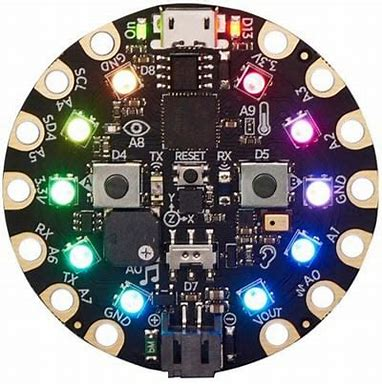 On
D13
D8
3.3V
SCL
A4
A8
A9
A3
SDA
A5
A2
D4
TX
RESET
RX
D5
3.3V
A
B
GND
Y
Z
X
RX
A6
A1
TX
A7
A0
D7
A0
GND
VOUT